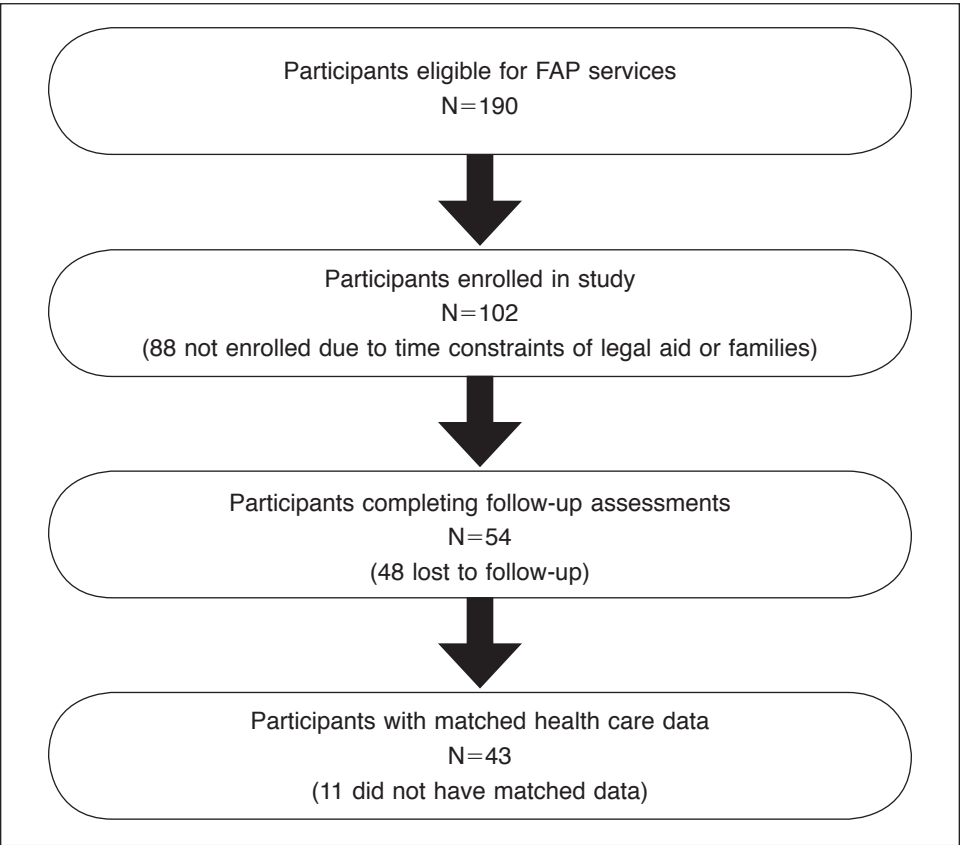 Participants eligible for FAP services
N=190
Participants enrolled in study
N=102
(88 not enrolled due to time constraints of legal aid or families)
Participants completing follow-up assessments
N=54
(48 lost to follow-up)
Participants with matched health care data
N=43
(11 did not have matched data)